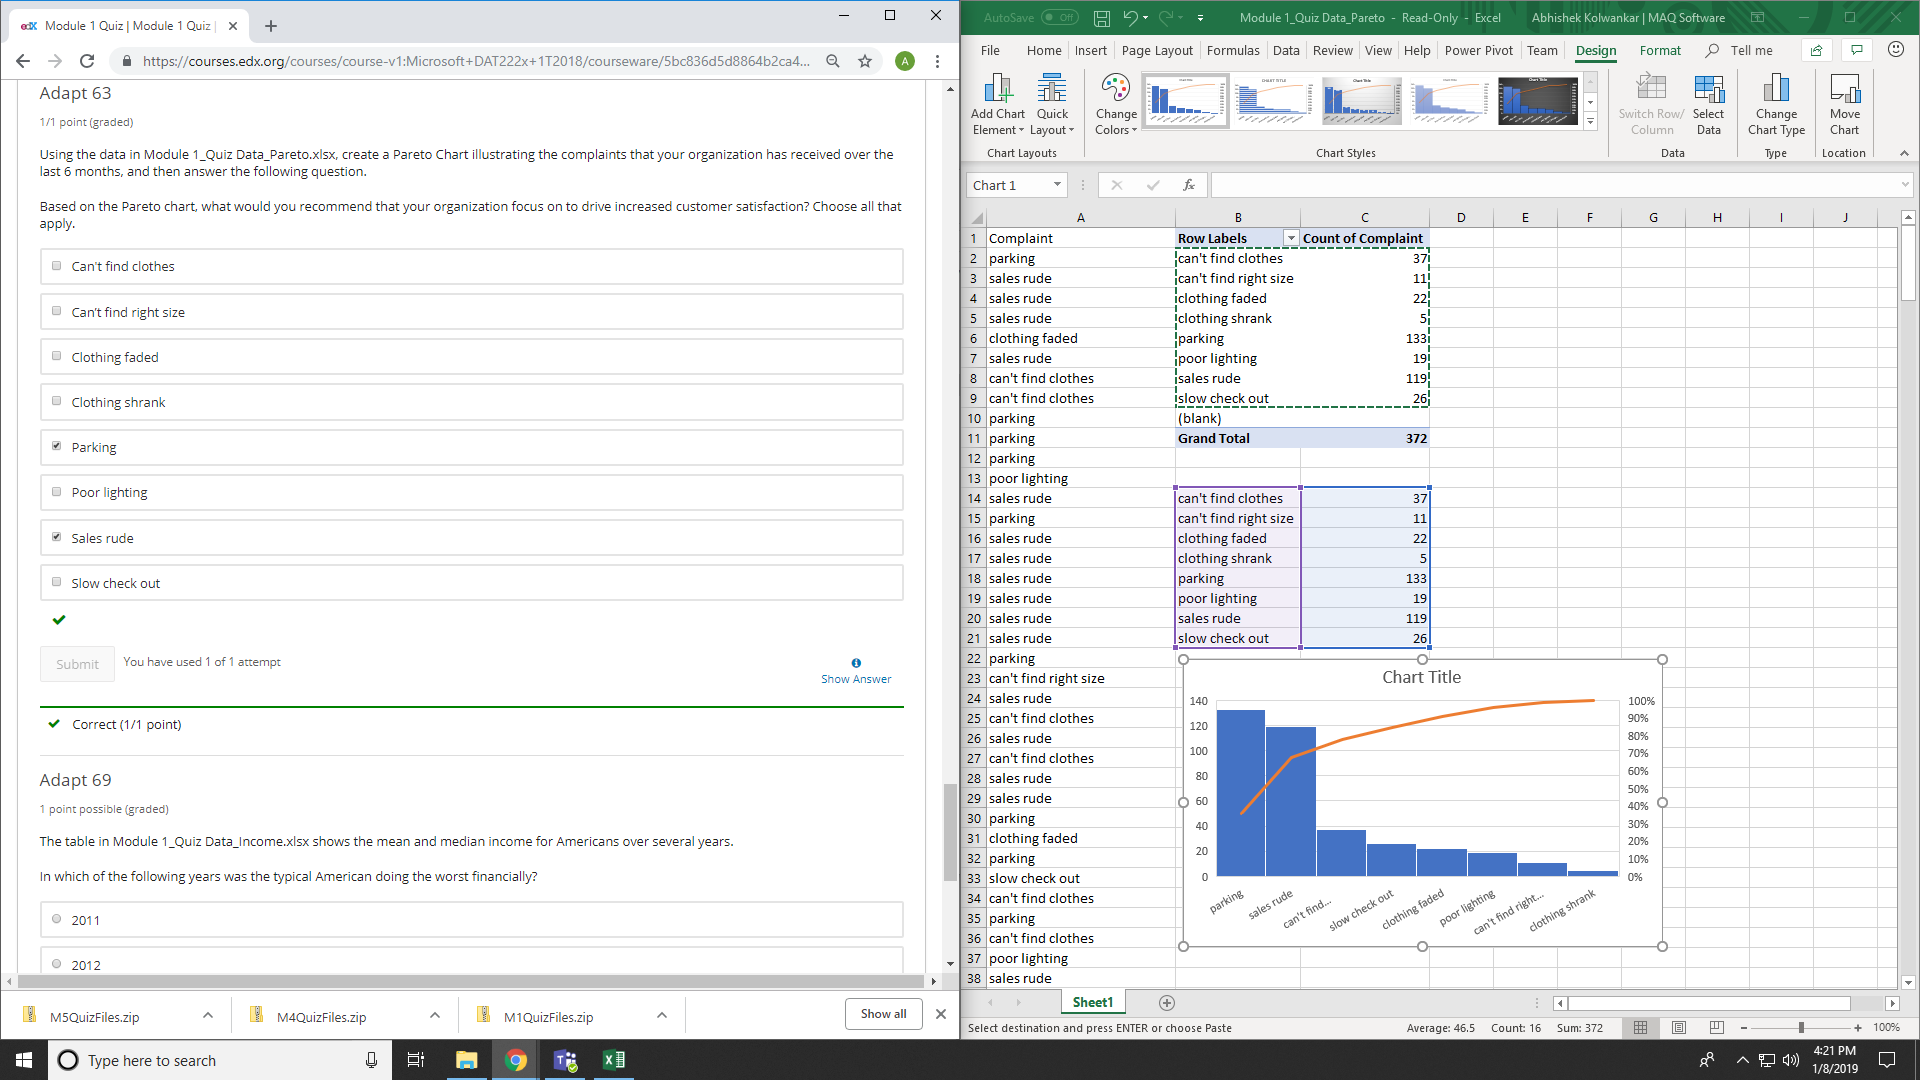 Module 1 Quiz | Module 1 Quiz |
https://courses.edx.org/courses/course-v1:Microsoft+DAT222x+1T2018/courseware/5bc836d5d8864b2ca4...
A
Adapt 63
1/1 point (graded)
Using the data in Module 1_Quiz Data_Pareto.xlsx, create a Pareto Chart illustrating the complaints that your organization has received over the
last 6 months, and then answer the following question.
Based on the Pareto chart, what would you recommend that your organization focus on to drive increased customer satisfaction? Choose all that
apply.
Can't find clothes
Can't find right size
Clothing faded
Clothing shrank
Parking
Poor lighting
Sales rude
Slow check out
Submit
You have used 1 of 1 attempt
Show Answer
Correct (1/1 point)
Adapt 69
1 point possible (graded)
The table in Module 1_Quiz Data_Income.xlsx shows the mean and median income for Americans over several years.
In which of the following years was the typical American doing the worst financially?
2011
2012
M5QuizFiles.zip
M4QuizFiles.zip
M1QuizFiles.zip
Show all
AutoSave Off
Module 1_Quiz Data_Pareto - Read-Only - Excel
Abhishek Kolwankar | MAQ Software
File Home Insert Page Layout Formulas Data Review View Help Power Pivot Team Design Format Tell me
Add Chart Element
Quick Layout
Change Colors
Switch Row/ Column
Select Data
Change Chart Type
Move Chart
Chart Layouts
Chart Styles
Data
Type
Location
Chart 1
fx
A B C D E F G H I J
1 Complaint Row Labels Count of Complaint
2 parking can't find clothes 37
3 sales rude can't find right size 11
4 sales rude clothing faded 22
5 sales rude clothing shrank 5
6 clothing faded parking 133
7 sales rude poor lighting 19
8 can't find clothes sales rude 119
9 can't find clothes slow check out 26
10 parking (blank)
11 parking Grand Total 372
12 parking
13 poor lighting
14 sales rude can't find clothes 37
15 parking can't find right size 11
16 sales rude clothing faded 22
17 sales rude clothing shrank 5
18 sales rude parking 133
19 sales rude poor lighting 19
20 sales rude sales rude 119
21 sales rude slow check out 26
22 parking
23 can't find right size
24 sales rude
25 can't find clothes
26 sales rude
27 can't find clothes
28 sales rude
29 sales rude
30 parking
31 clothing faded
32 parking
33 slow check out
34 can't find clothes
35 parking
36 can't find clothes
37 poor lighting
38 sales rude
Chart Title
140
120
100
80
60
40
20
0
100%
90%
80%
70%
60%
50%
40%
30%
20%
10%
0%
parking
sales rude
can't find...
slow check out
clothing faded
poor lighting
can't find right...
clothing shrank
Sheet1
Select destination and press ENTER or choose Paste
Average: 46.5 Count: 16 Sum: 372
100%
Type here to search
4:21 PM
1/8/2019